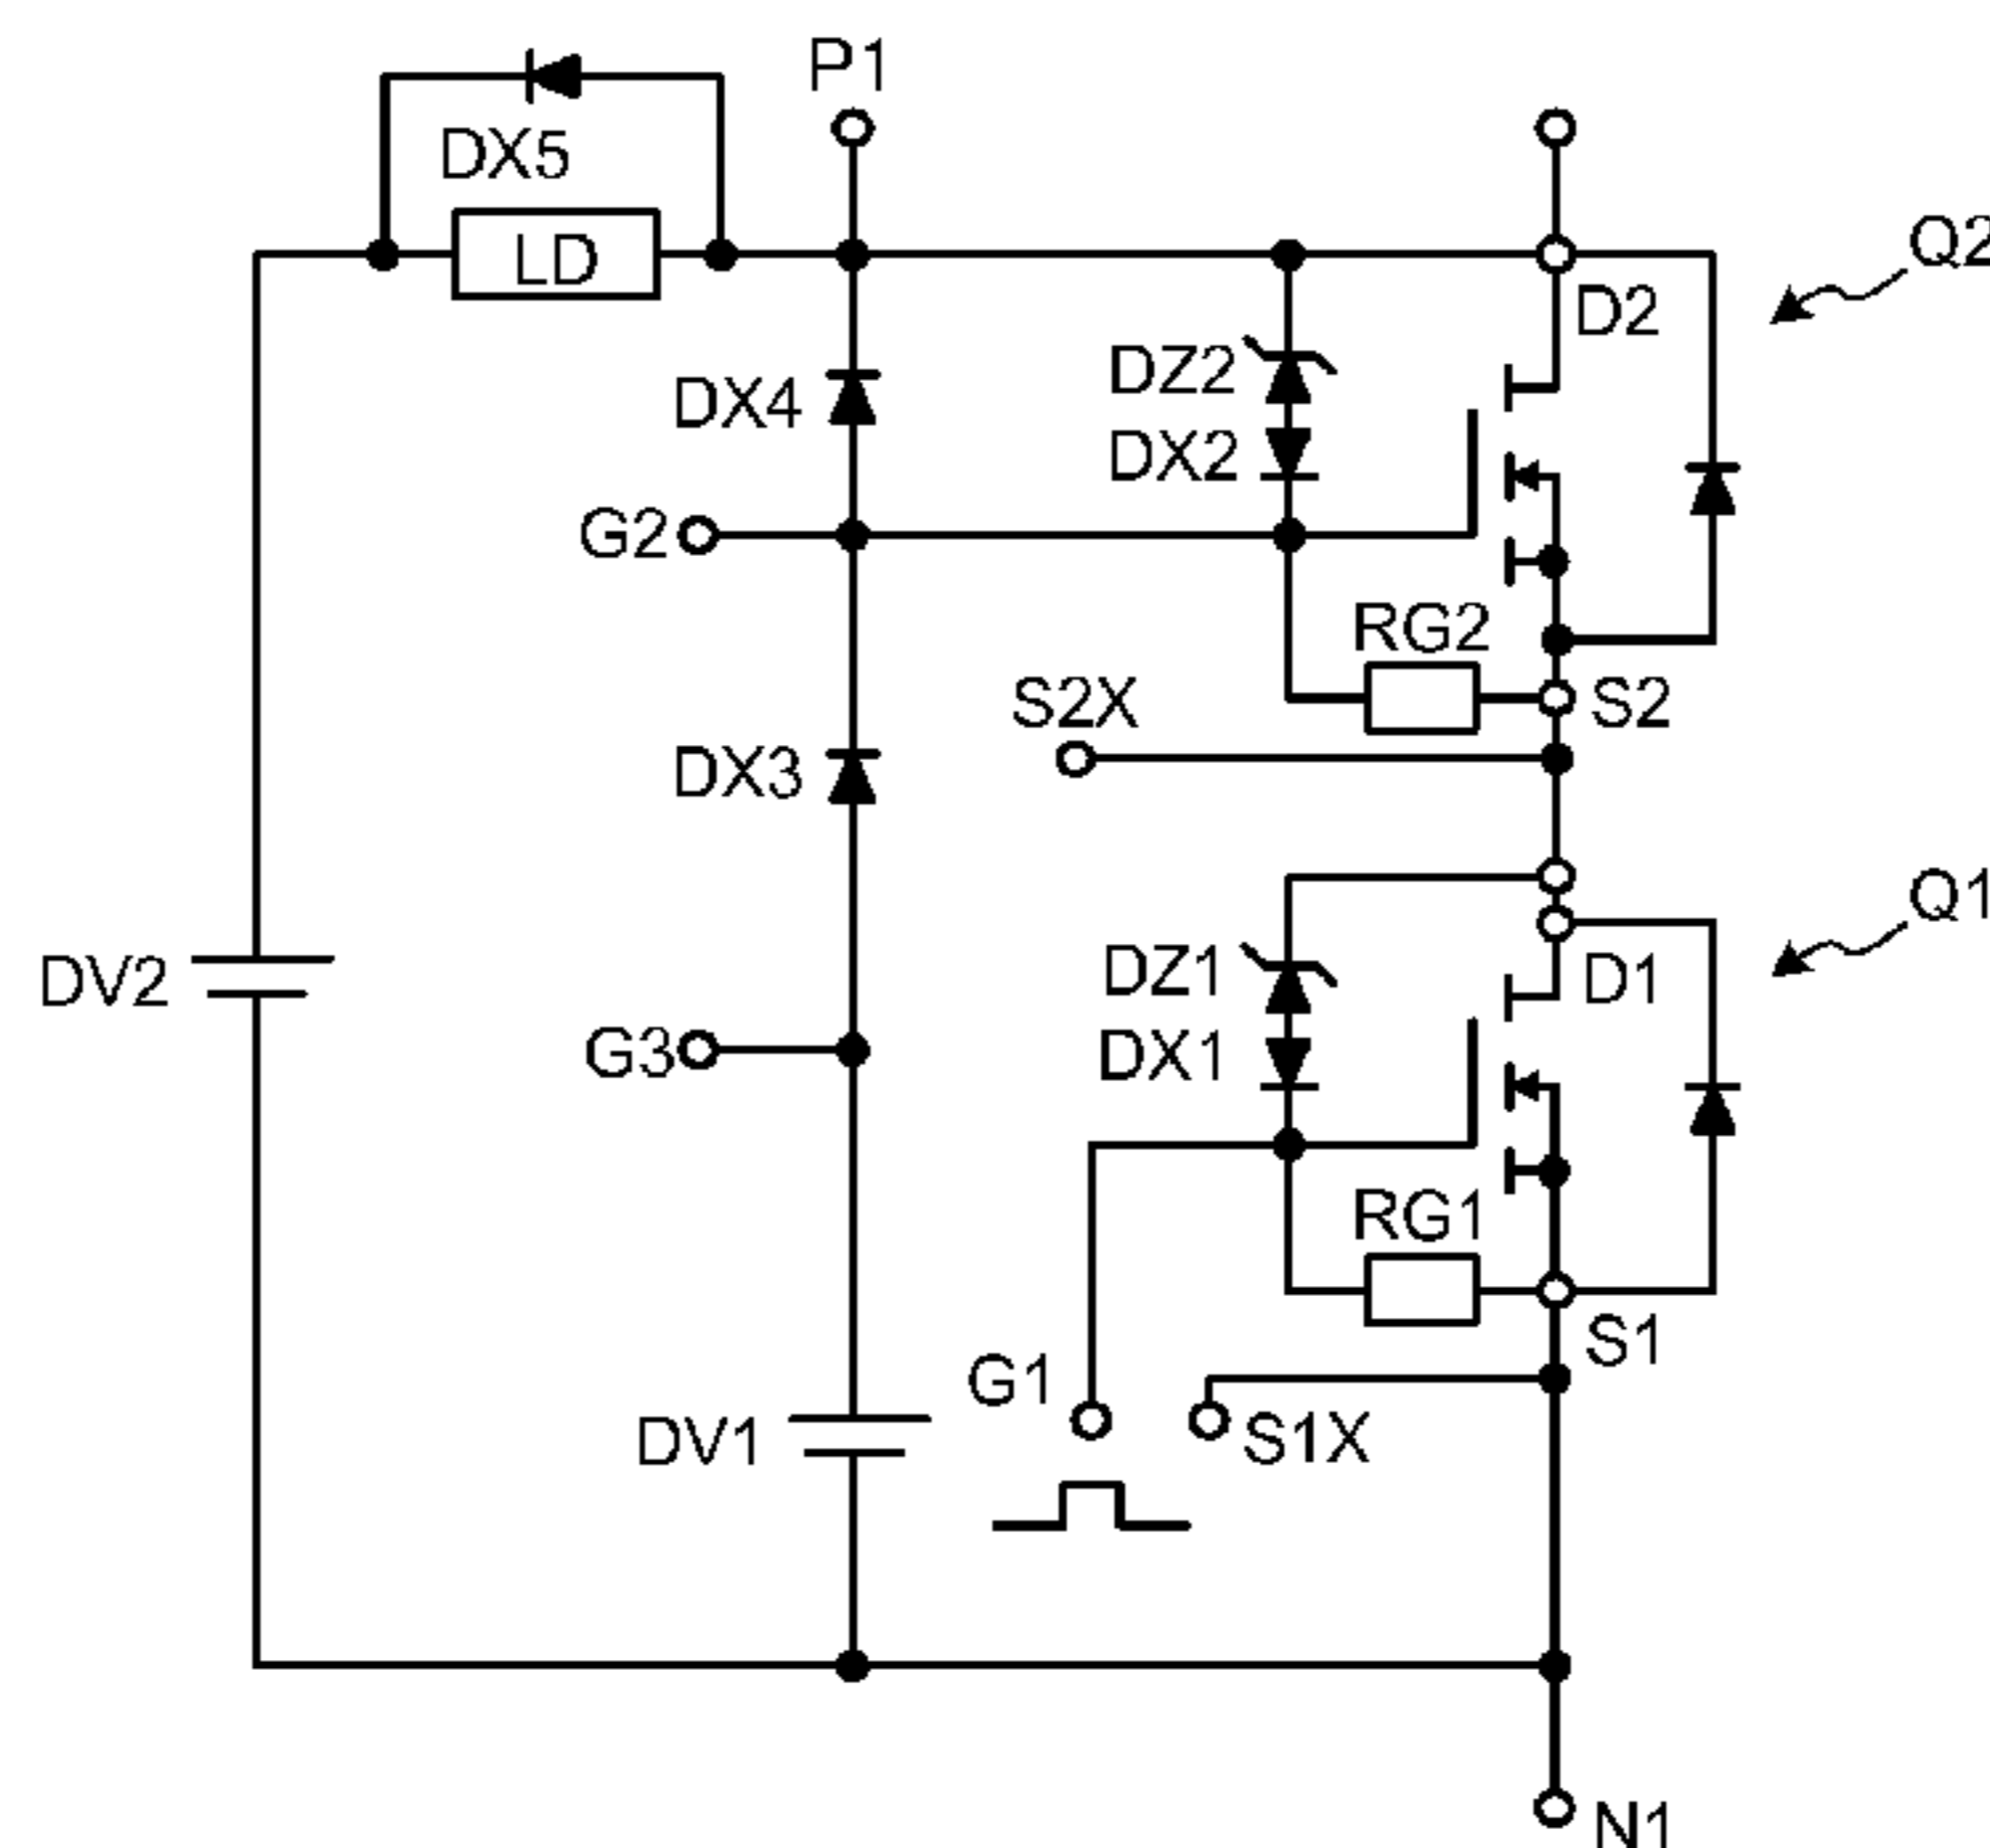 P1
DX5
LD
Q2
D2
DZ2
DX4
DX2
G2
RG2
S2X
S2
DX3
Q1
DZ1
D1
DV2
G3
DX1
RG1
S1
G1
DV1
S1X
N1